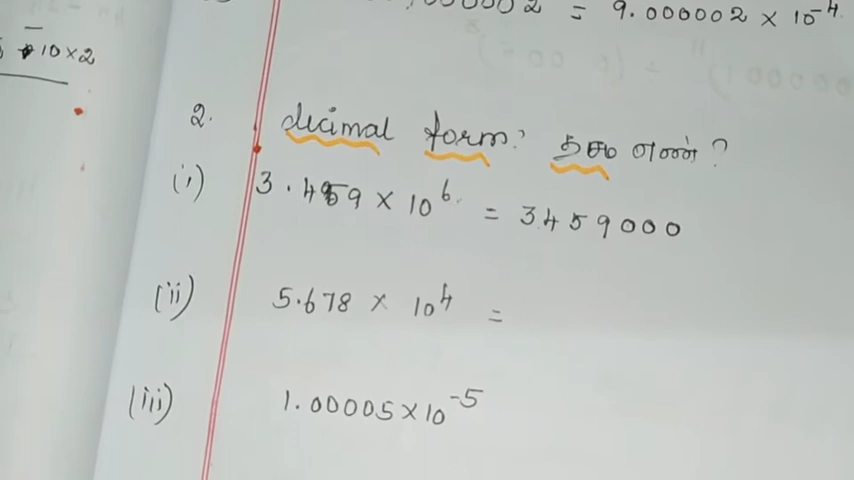 = 9.000002 × 10⁻⁴
10×2
2. decimal form? தசம எண்?
(i) 3.459 × 10⁶ = 3459000
(ii) 5.678 × 10⁴ =
(iii) 1.00005×10⁻⁵